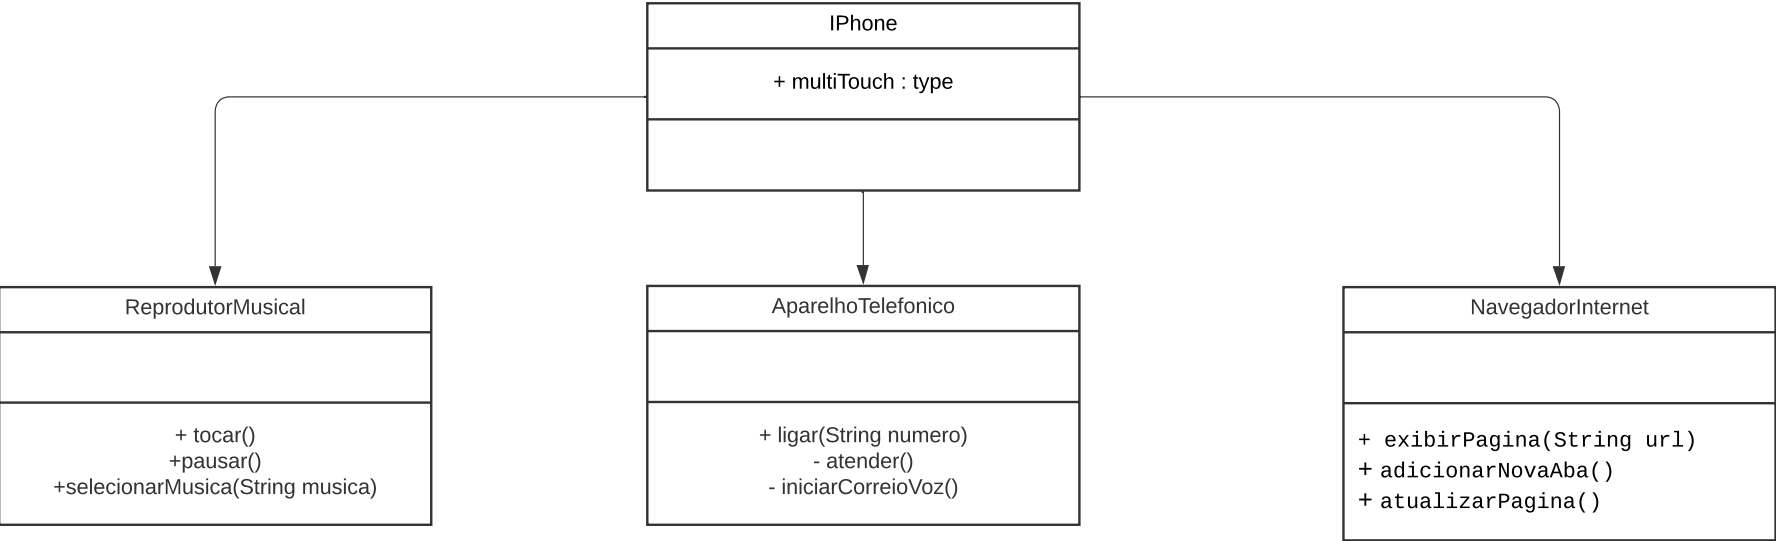 IPhone
+ multiTouch : type
ReprodutorMusical
+ tocar()
+pausar()
+selecionarMusica(String musica)
AparelhoTelefonico
+ ligar(String numero)
- atender()
- iniciarCorreioVoz()
NavegadorInternet
+ exibirPagina(String url)
+ adicionarNovaAba()
+ atualizarPagina()